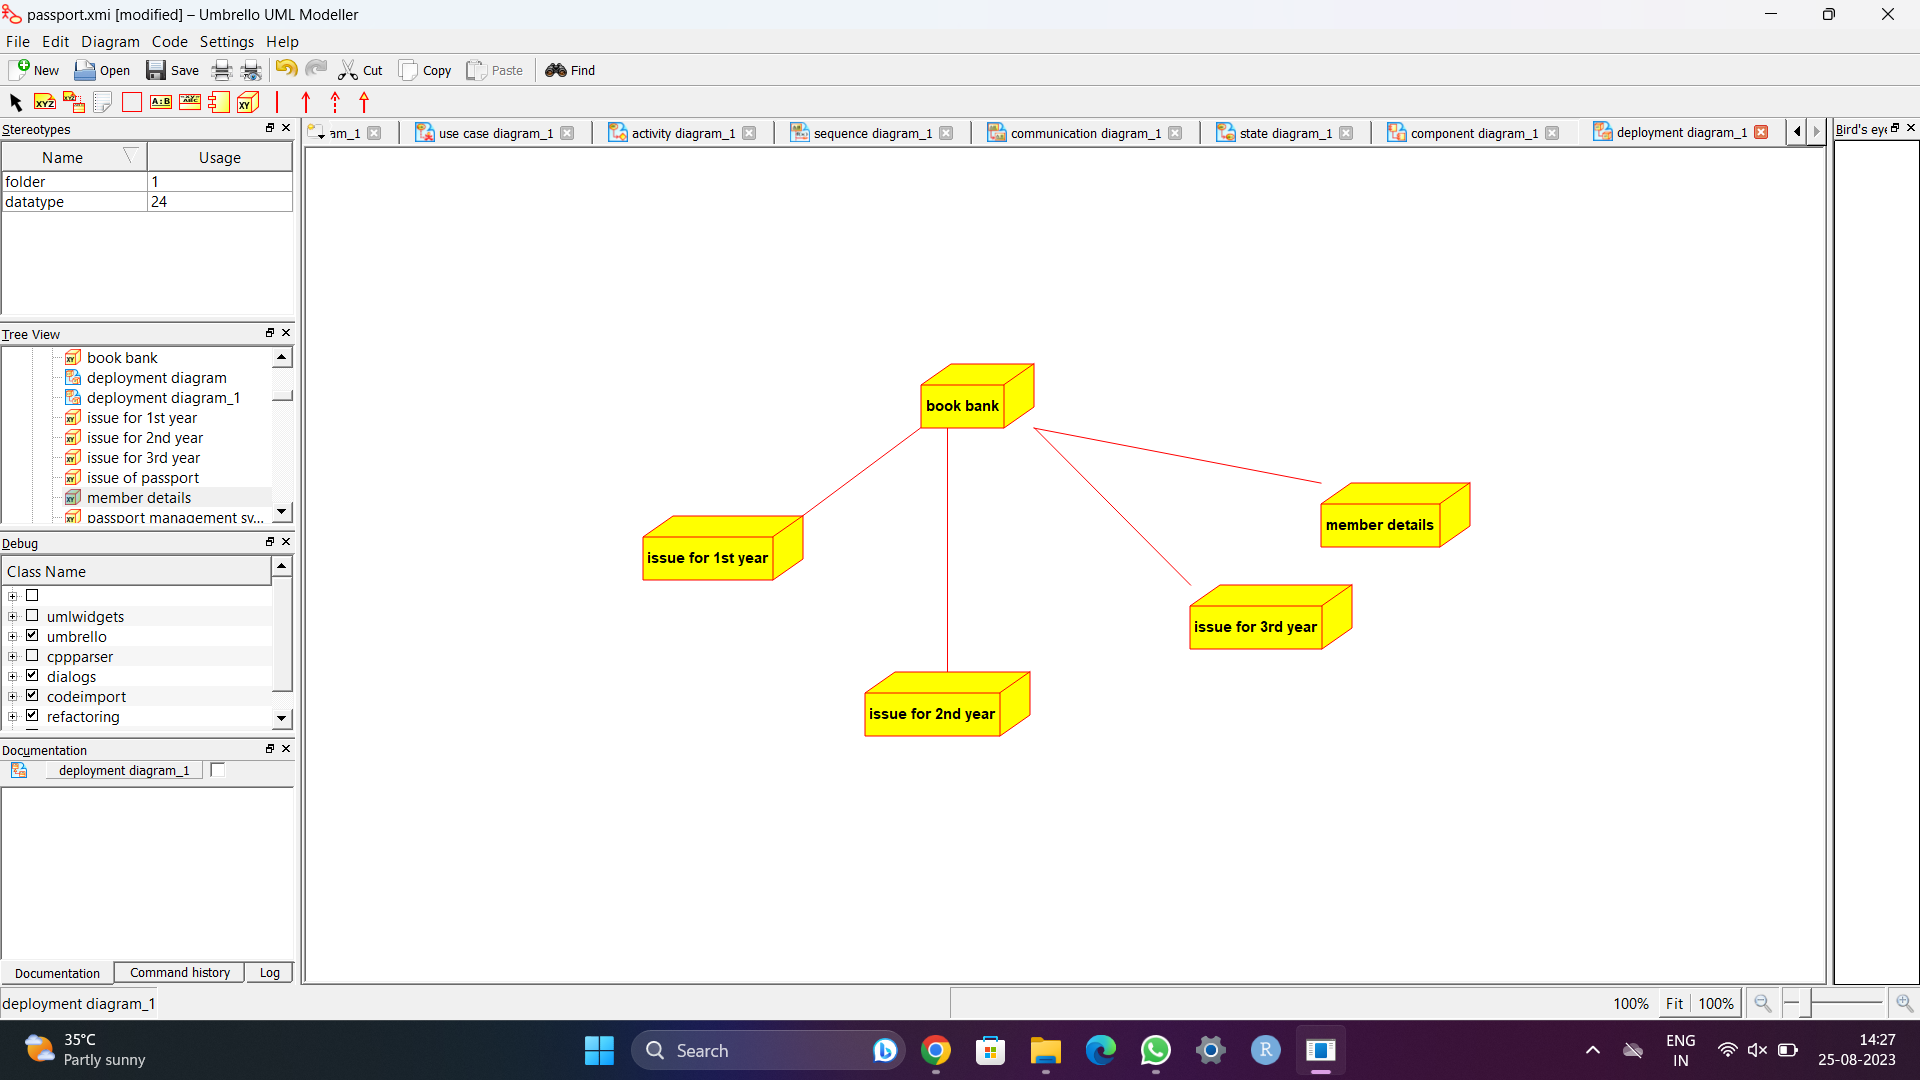 passport.xmi [modified] – Umbrello UML Modeller
File Edit Diagram Code Settings Help
New Open Save Cut Copy Paste Find
XYZ A:B XY
Stereotypes
Name Usage
folder 1
datatype 24
Tree View
book bank
deployment diagram
deployment diagram_1
issue for 1st year
issue for 2nd year
issue for 3rd year
issue of passport
member details
passport management sv...
Debug
Class Name
umlwidgets
umbrello
cppparser
dialogs
codeimport
refactoring
Documentation
deployment diagram_1
Documentation Command history Log
deployment diagram_1
am_1 use case diagram_1 activity diagram_1 sequence diagram_1 communication diagram_1 state diagram_1 component diagram_1 deployment diagram_1
book bank
issue for 1st year
member details
issue for 3rd year
issue for 2nd year
Bird's eye
100% Fit 100%
35°C
Partly sunny
Search
R
ENG
IN
14:27
25-08-2023